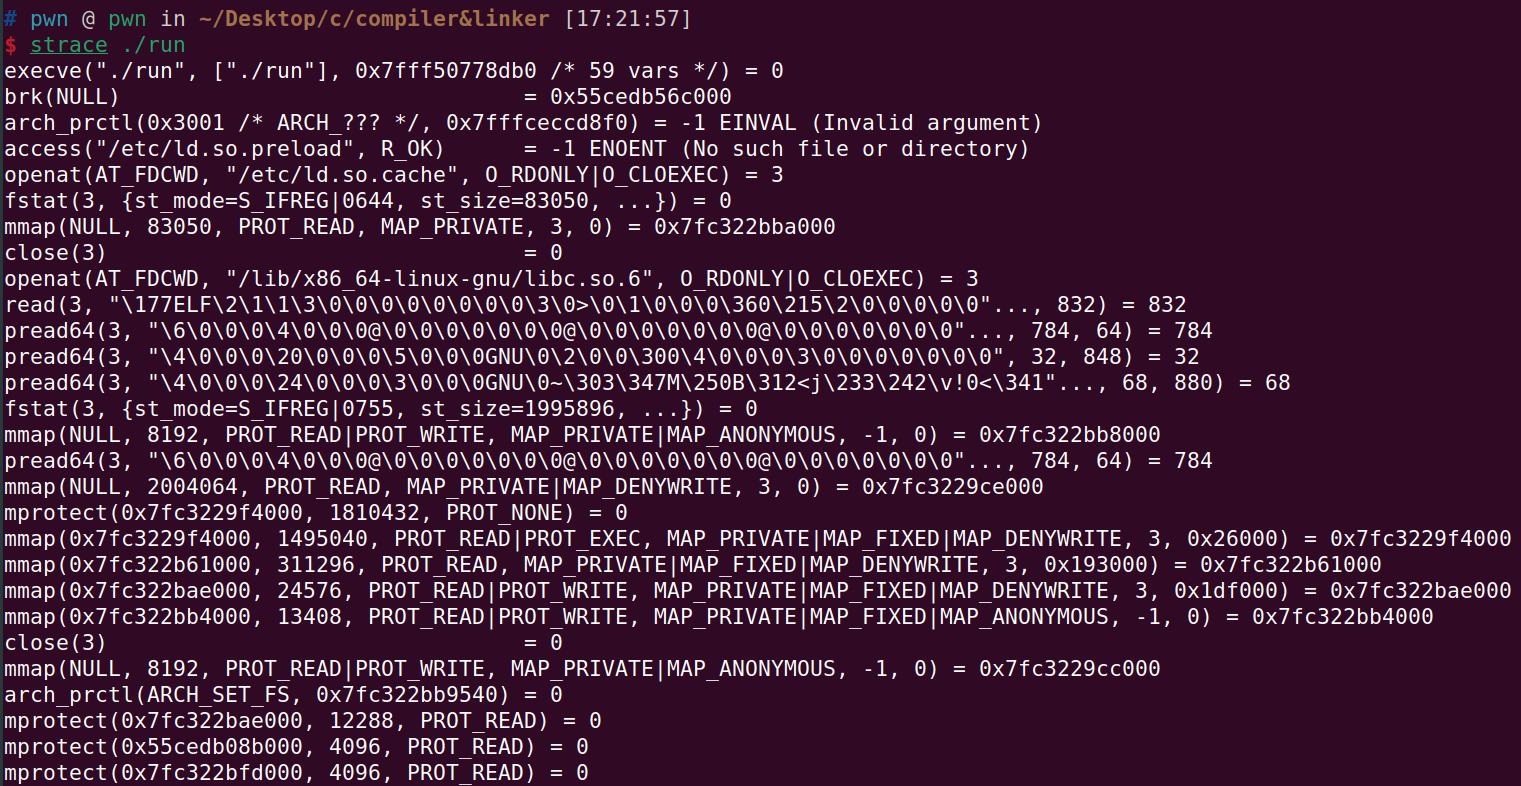 # pwn @ pwn in ~/Desktop/c/compiler&linker [17:21:57]
$ strace ./run
execve("./run", ["./run"], 0x7fff50778db0 /* 59 vars */) = 0
brk(NULL)                               = 0x55cedb56c000
arch_prctl(0x3001 /* ARCH_??? */, 0x7fffceccd8f0) = -1 EINVAL (Invalid argument)
access("/etc/ld.so.preload", R_OK)      = -1 ENOENT (No such file or directory)
openat(AT_FDCWD, "/etc/ld.so.cache", O_RDONLY|O_CLOEXEC) = 3
fstat(3, {st_mode=S_IFREG|0644, st_size=83050, ...}) = 0
mmap(NULL, 83050, PROT_READ, MAP_PRIVATE, 3, 0) = 0x7fc322bba000
close(3)                                = 0
openat(AT_FDCWD, "/lib/x86_64-linux-gnu/libc.so.6", O_RDONLY|O_CLOEXEC) = 3
read(3, "\177ELF\2\1\1\3\0\0\0\0\0\0\0\0\3\0>\0\1\0\0\0\360\215\2\0\0\0\0\0"..., 832) = 832
pread64(3, "\6\0\0\0\4\0\0\0@\0\0\0\0\0\0\0@\0\0\0\0\0\0\0@\0\0\0\0\0\0\0"..., 784, 64) = 784
pread64(3, "\4\0\0\0\20\0\0\0\5\0\0\0GNU\0\2\0\0\300\4\0\0\0\3\0\0\0\0\0\0\0", 32, 848) = 32
pread64(3, "\4\0\0\0\24\0\0\0\3\0\0\0GNU\0~\303\347M\250B\312<j\233\242\v!0<\341"..., 68, 880) = 68
fstat(3, {st_mode=S_IFREG|0755, st_size=1995896, ...}) = 0
mmap(NULL, 8192, PROT_READ|PROT_WRITE, MAP_PRIVATE|MAP_ANONYMOUS, -1, 0) = 0x7fc322bb8000
pread64(3, "\6\0\0\0\4\0\0\0@\0\0\0\0\0\0\0@\0\0\0\0\0\0\0@\0\0\0\0\0\0\0"..., 784, 64) = 784
mmap(NULL, 2004064, PROT_READ, MAP_PRIVATE|MAP_DENYWRITE, 3, 0) = 0x7fc3229ce000
mprotect(0x7fc3229f4000, 1810432, PROT_NONE) = 0
mmap(0x7fc3229f4000, 1495040, PROT_READ|PROT_EXEC, MAP_PRIVATE|MAP_FIXED|MAP_DENYWRITE, 3, 0x26000) = 0x7fc3229f4000
mmap(0x7fc322b61000, 311296, PROT_READ, MAP_PRIVATE|MAP_FIXED|MAP_DENYWRITE, 3, 0x193000) = 0x7fc322b61000
mmap(0x7fc322bae000, 24576, PROT_READ|PROT_WRITE, MAP_PRIVATE|MAP_FIXED|MAP_DENYWRITE, 3, 0x1df000) = 0x7fc322bae000
mmap(0x7fc322bb4000, 13408, PROT_READ|PROT_WRITE, MAP_PRIVATE|MAP_FIXED|MAP_ANONYMOUS, -1, 0) = 0x7fc322bb4000
close(3)                                = 0
mmap(NULL, 8192, PROT_READ|PROT_WRITE, MAP_PRIVATE|MAP_ANONYMOUS, -1, 0) = 0x7fc3229cc000
arch_prctl(ARCH_SET_FS, 0x7fc322bb9540) = 0
mprotect(0x7fc322bae000, 12288, PROT_READ) = 0
mprotect(0x55cedb08b000, 4096, PROT_READ) = 0
mprotect(0x7fc322bfd000, 4096, PROT_READ) = 0